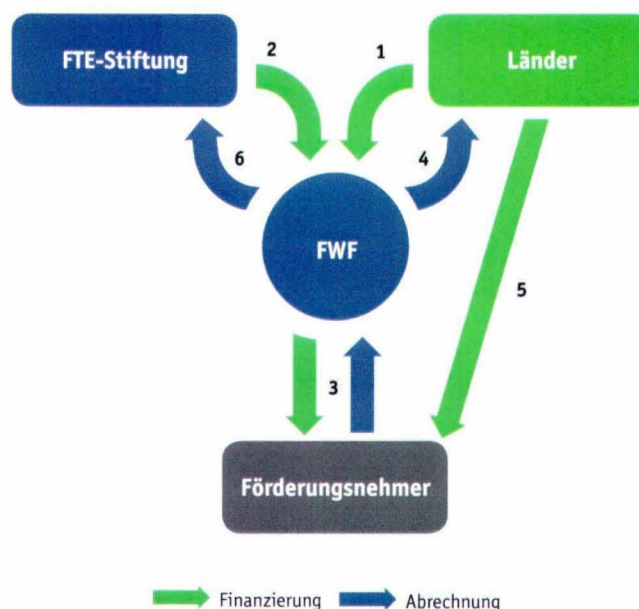 2
1
FTE-Stiftung
Länder
6
4
FWF
5
3
Förderungsnehmer
Finanzierung
Abrechnung